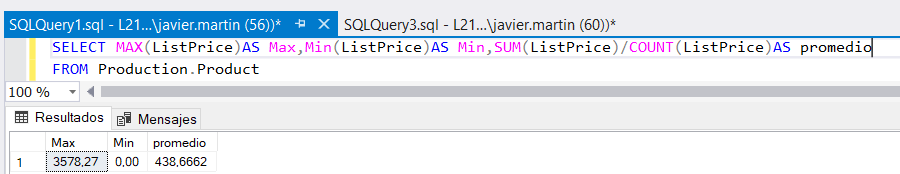 SQLQuery1.sql - L21...\javier.martin (56))* SQLQuery3.sql - L21...\javier.martin (60))*
SELECT MAX(ListPrice)AS Max,Min(ListPrice)AS Min,SUM(ListPrice)/COUNT(ListPrice)AS promedio
FROM Production.Product
100 %
Resultados Mensajes
Max Min promedio
1 3578,27 0,00 438,6662